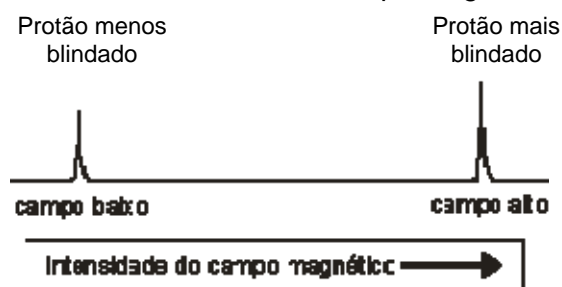 Protão menos
blindado
Protão mais
blindado
campo baixo
campo alto
Intensidade do campo magnético